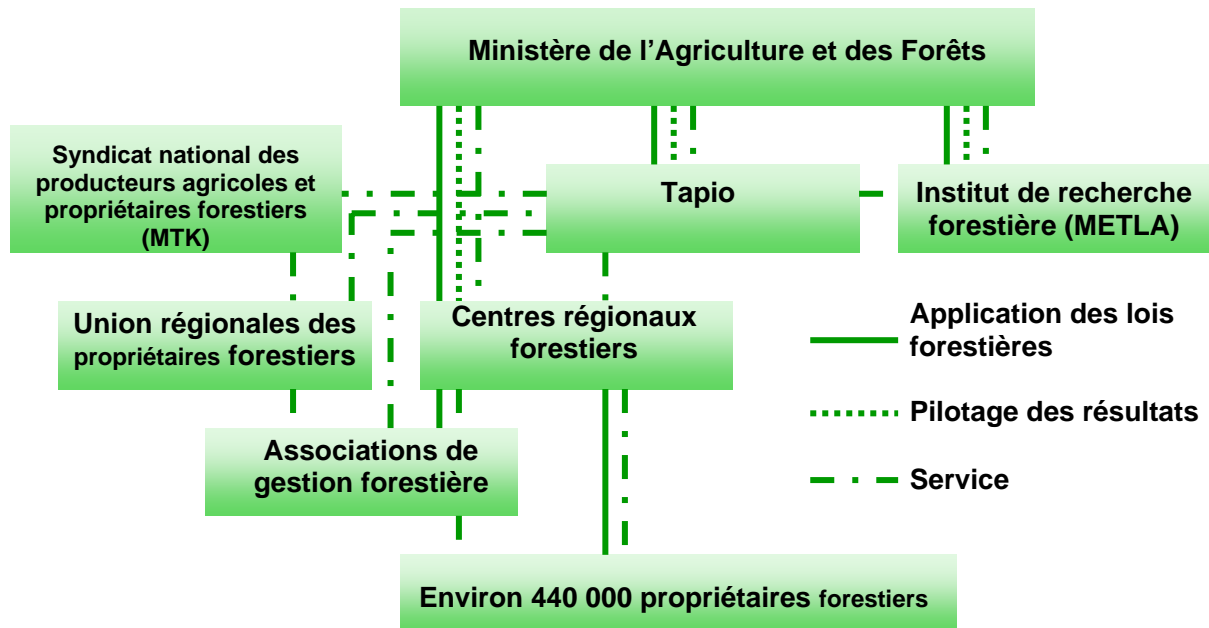 Ministère de l’Agriculture et des Forêts
Syndicat national des
producteurs agricoles et
propriétaires forestiers
(MTK)
Tapio
Institut de recherche
forestière (METLA)
Union régionales des
propriétaires forestiers
Centres régionaux
forestiers
Application des lois
forestières
Pilotage des résultats
Associations de
gestion forestière
Service
Environ 440 000 propriétaires forestiers